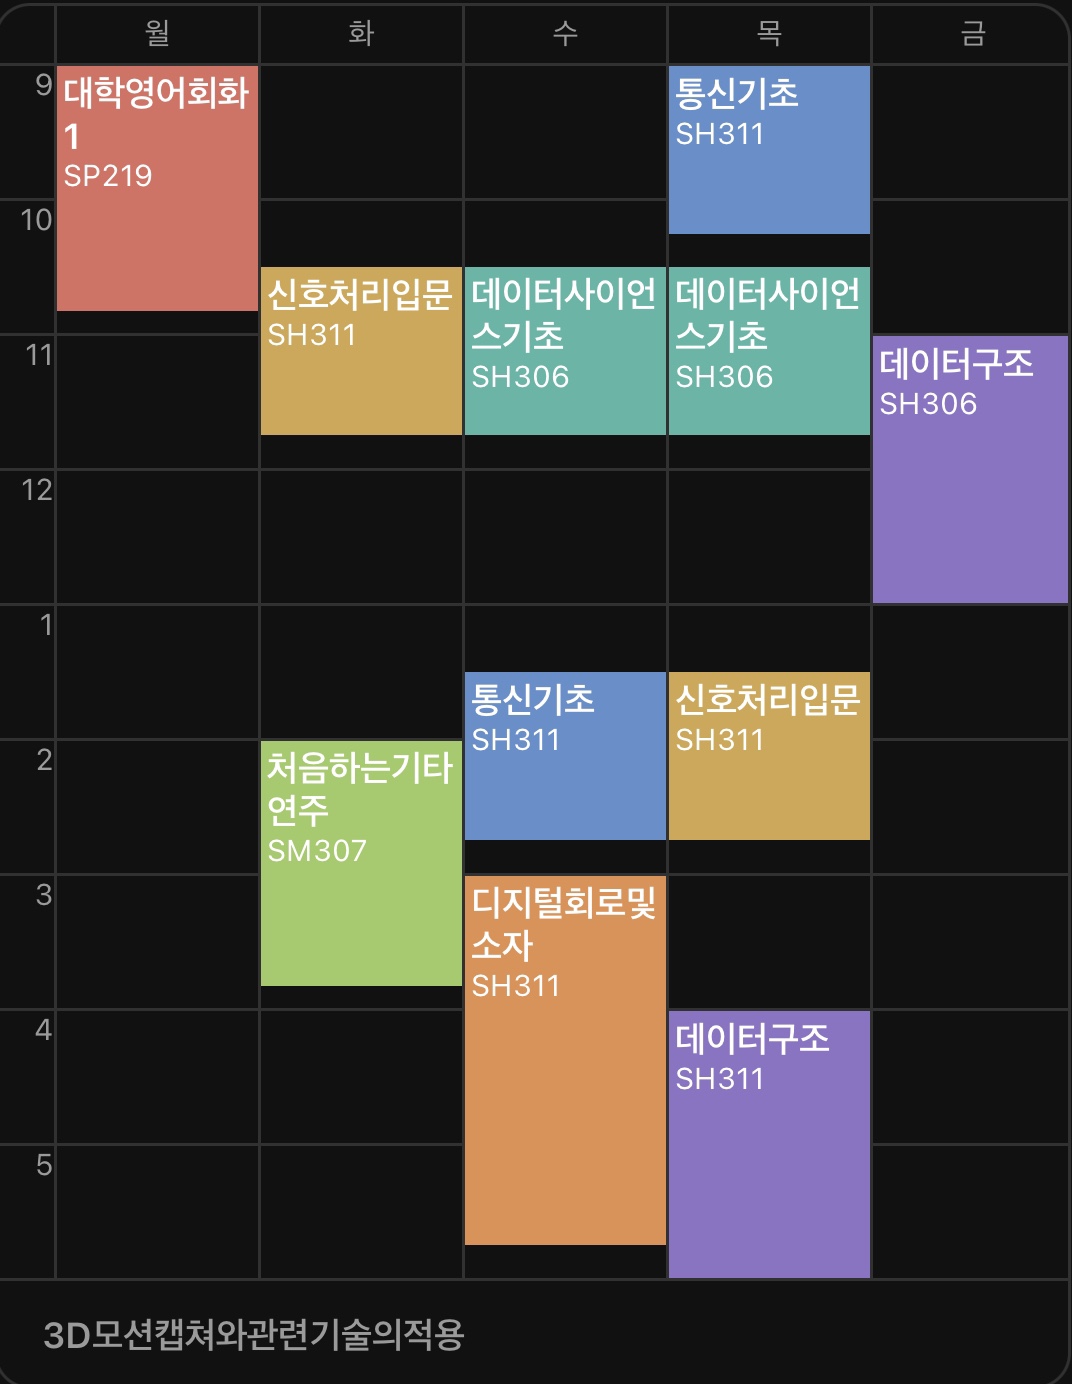 월 화 수 목 금
9
대학영어회화
1
SP219
통신기초
SH311
10
신호처리입문
SH311
데이터사이언
스기초
SH306
데이터사이언
스기초
SH306
11
데이터구조
SH306
12
1
통신기초
SH311
신호처리입문
SH311
2
처음하는기타
연주
SM307
3
디지털회로및
소자
SH311
4
데이터구조
SH311
5
3D모션캡쳐와관련기술의적용